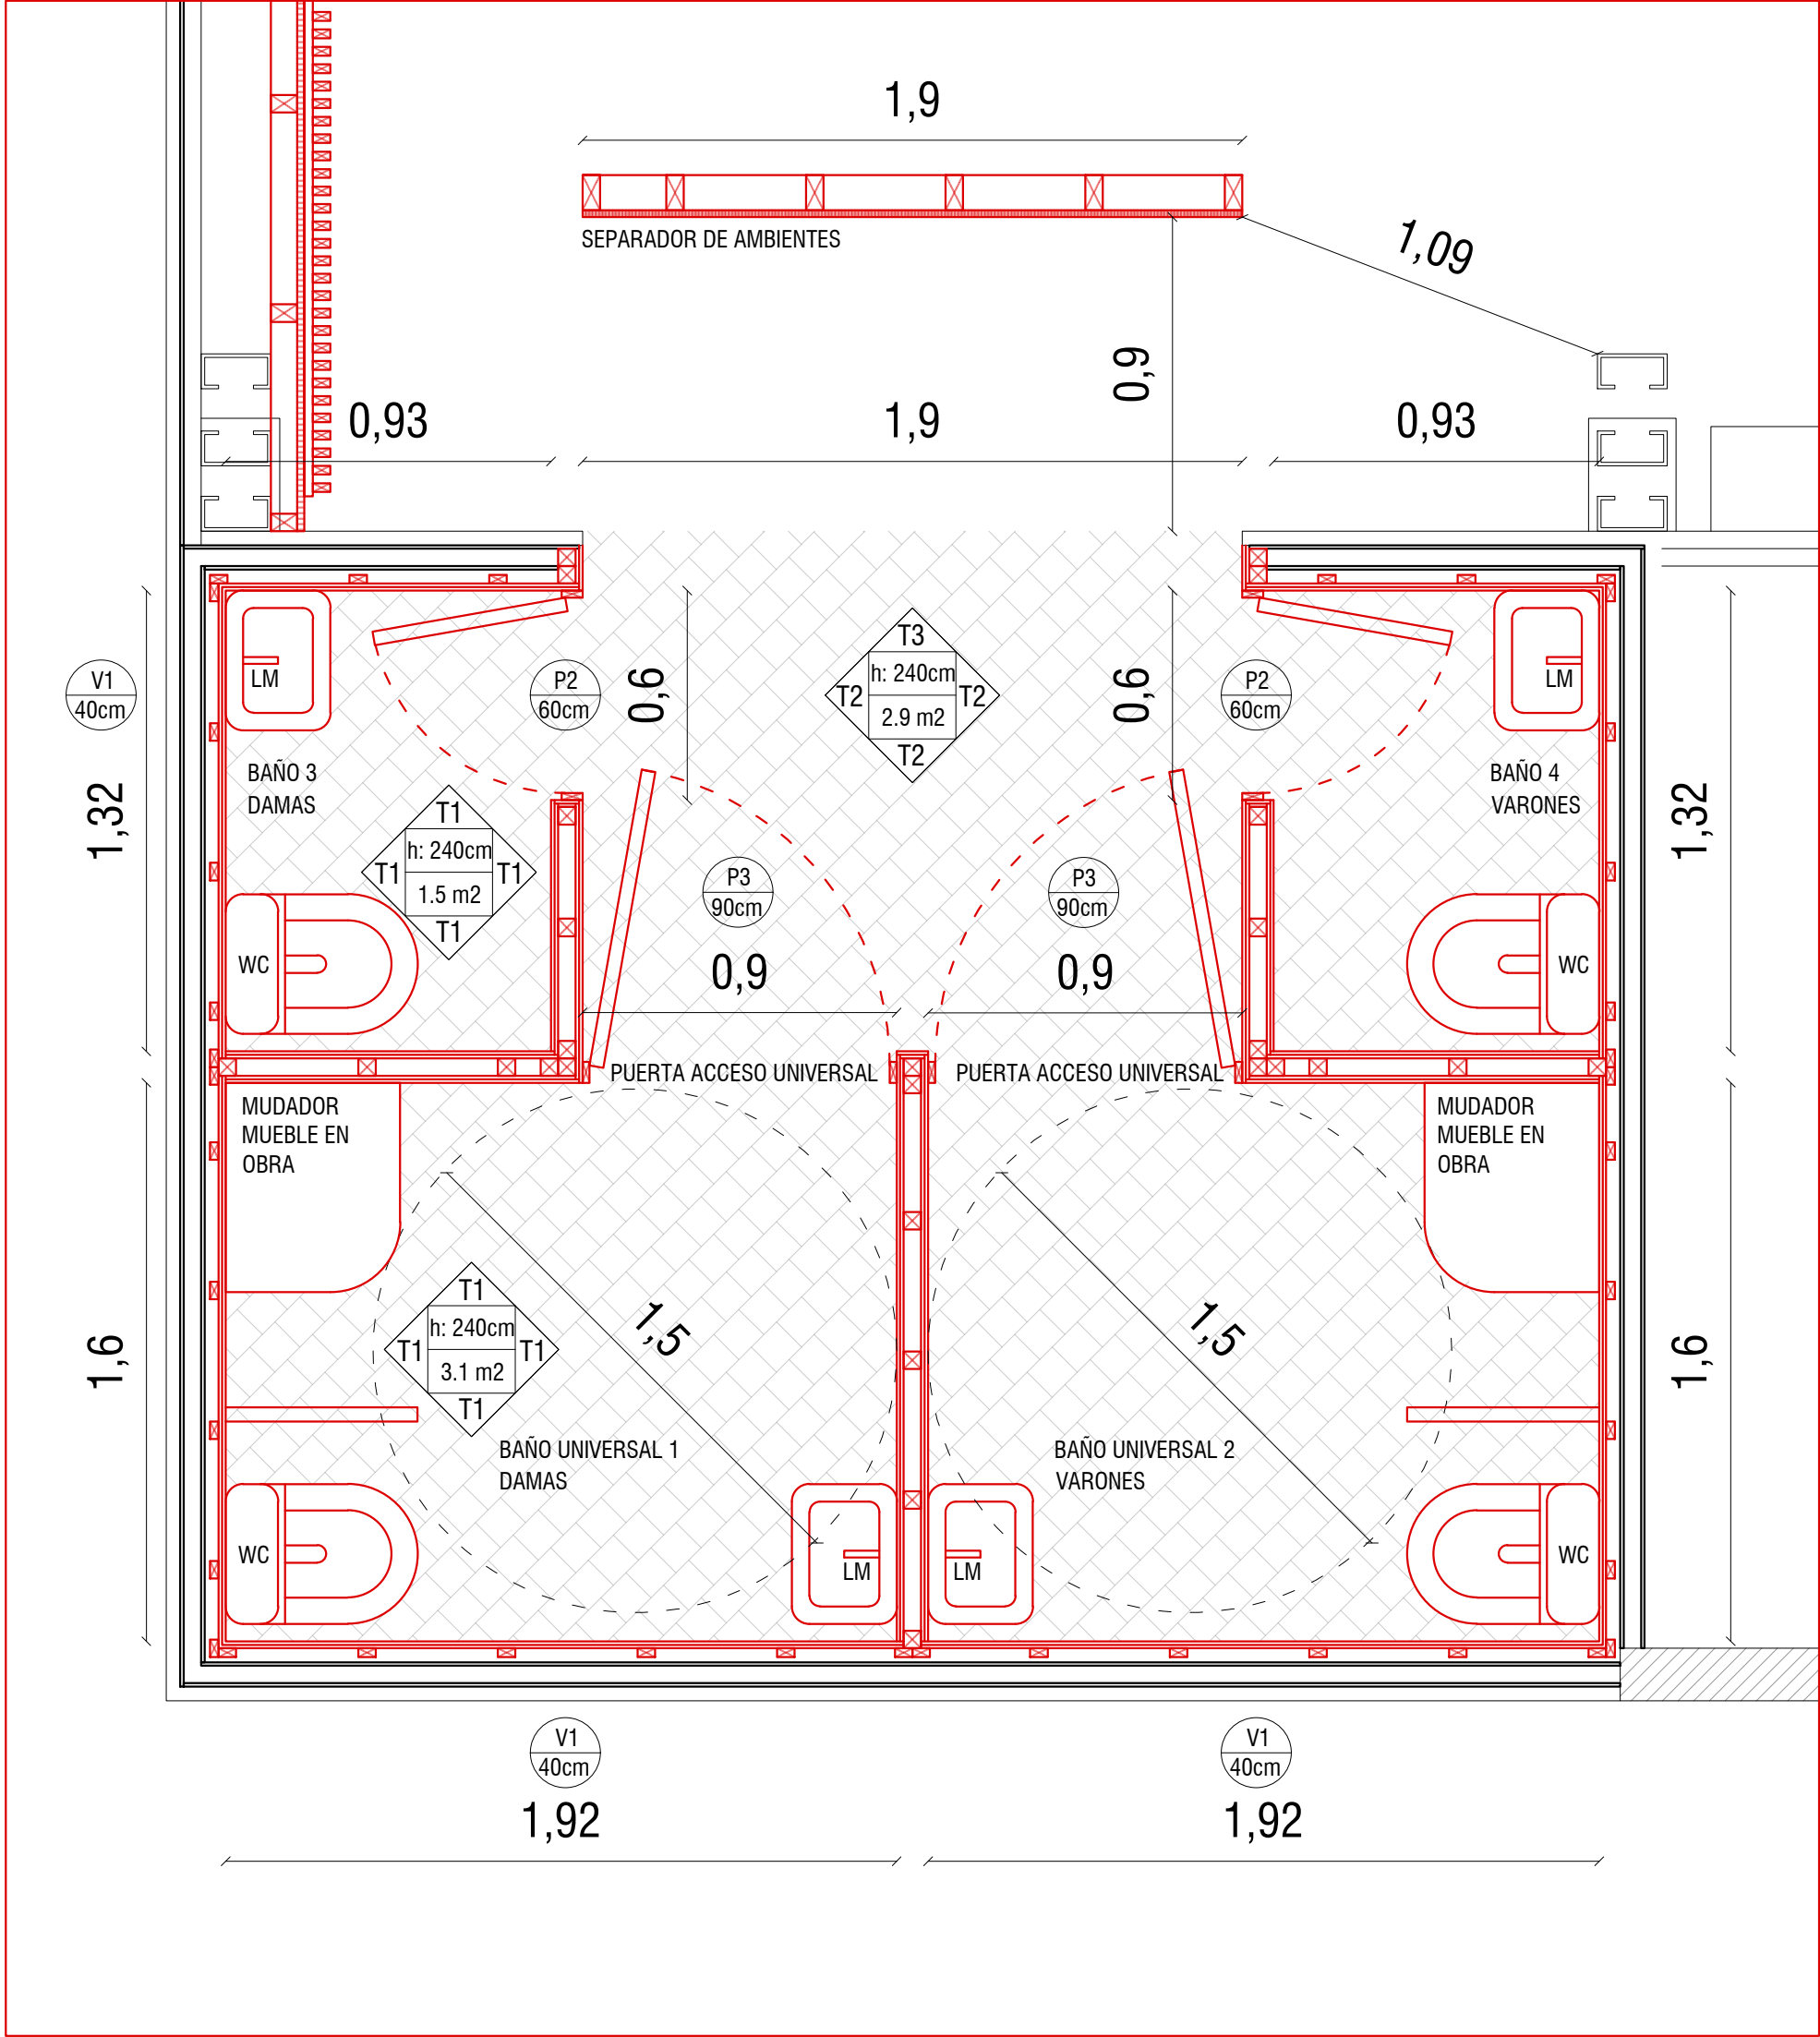 1,9
SEPARADOR DE AMBIENTES
1,09
0,9
0,93
1,9
0,93
V1
40cm
LM
P2
60cm
0,6
T3
h: 240cm
T2
T2
2.9 m2
T2
0,6
P2
60cm
LM
BAÑO 3
DAMAS
BAÑO 4
VARONES
1,32
T1
h: 240cm
T1
T1
1.5 m2
T1
P3
90cm
P3
90cm
1,32
WC
0,9
0,9
WC
PUERTA ACCESO UNIVERSAL
PUERTA ACCESO UNIVERSAL
MUDADOR
MUEBLE EN
OBRA
MUDADOR
MUEBLE EN
OBRA
1,6
T1
h: 240cm
T1
T1
3.1 m2
T1
1,5
1,5
1,6
BAÑO UNIVERSAL 1
DAMAS
BAÑO UNIVERSAL 2
VARONES
WC
LM
LM
WC
V1
40cm
V1
40cm
1,92
1,92